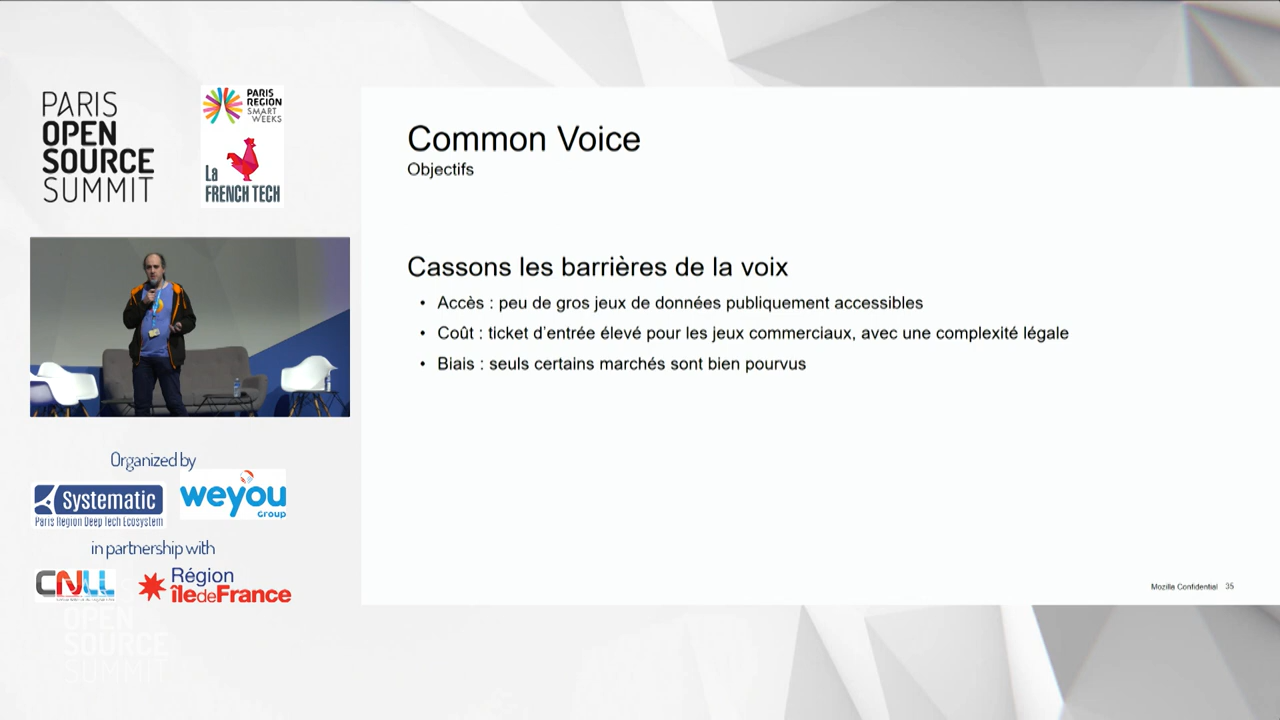 PARIS
OPEN
SOURCE
SUMMIT
PARIS
REGION
SMART
WEEKS
La
FRENCH TECH
Common Voice
Objectifs
Cassons les barrières de la voix
• Accès : peu de gros jeux de données publiquement accessibles
• Coût : ticket d'entrée élevé pour les jeux commerciaux, avec une complexité légale
• Biais : seuls certains marchés sont bien pourvus
Mozilla Confidential 35
Organized by
Systematic
Paris Region Deep Tech Ecosystem
weyou
GROUP
in partnership with
CNLL
Région
îledeFrance
OPEN
SOURCE
SUMMIT